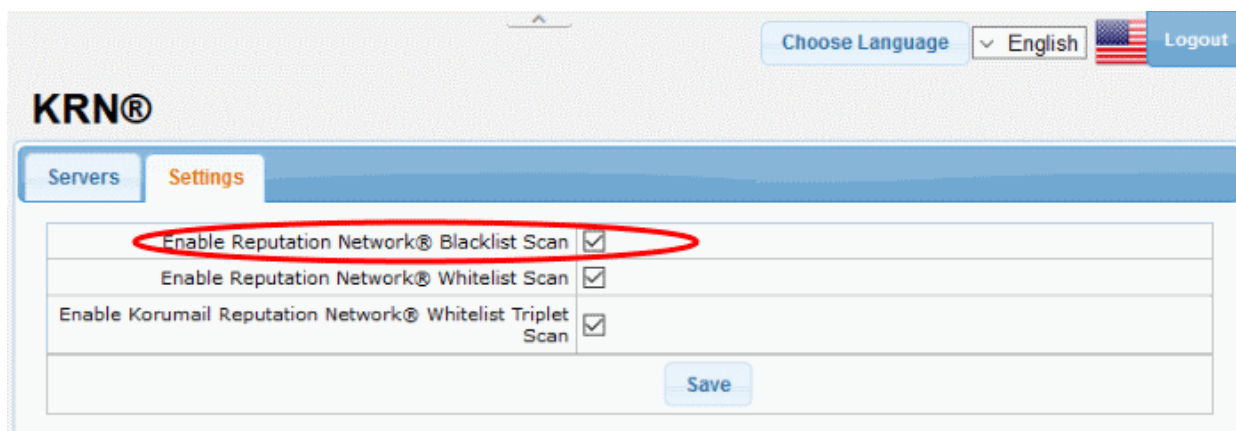 Choose Language
English
Logout
KRN®
Servers
Settings
Enable Reputation Network® Blacklist Scan
Enable Reputation Network® Whitelist Scan
Enable Korumail Reputation Network® Whitelist Triplet
Scan
Save